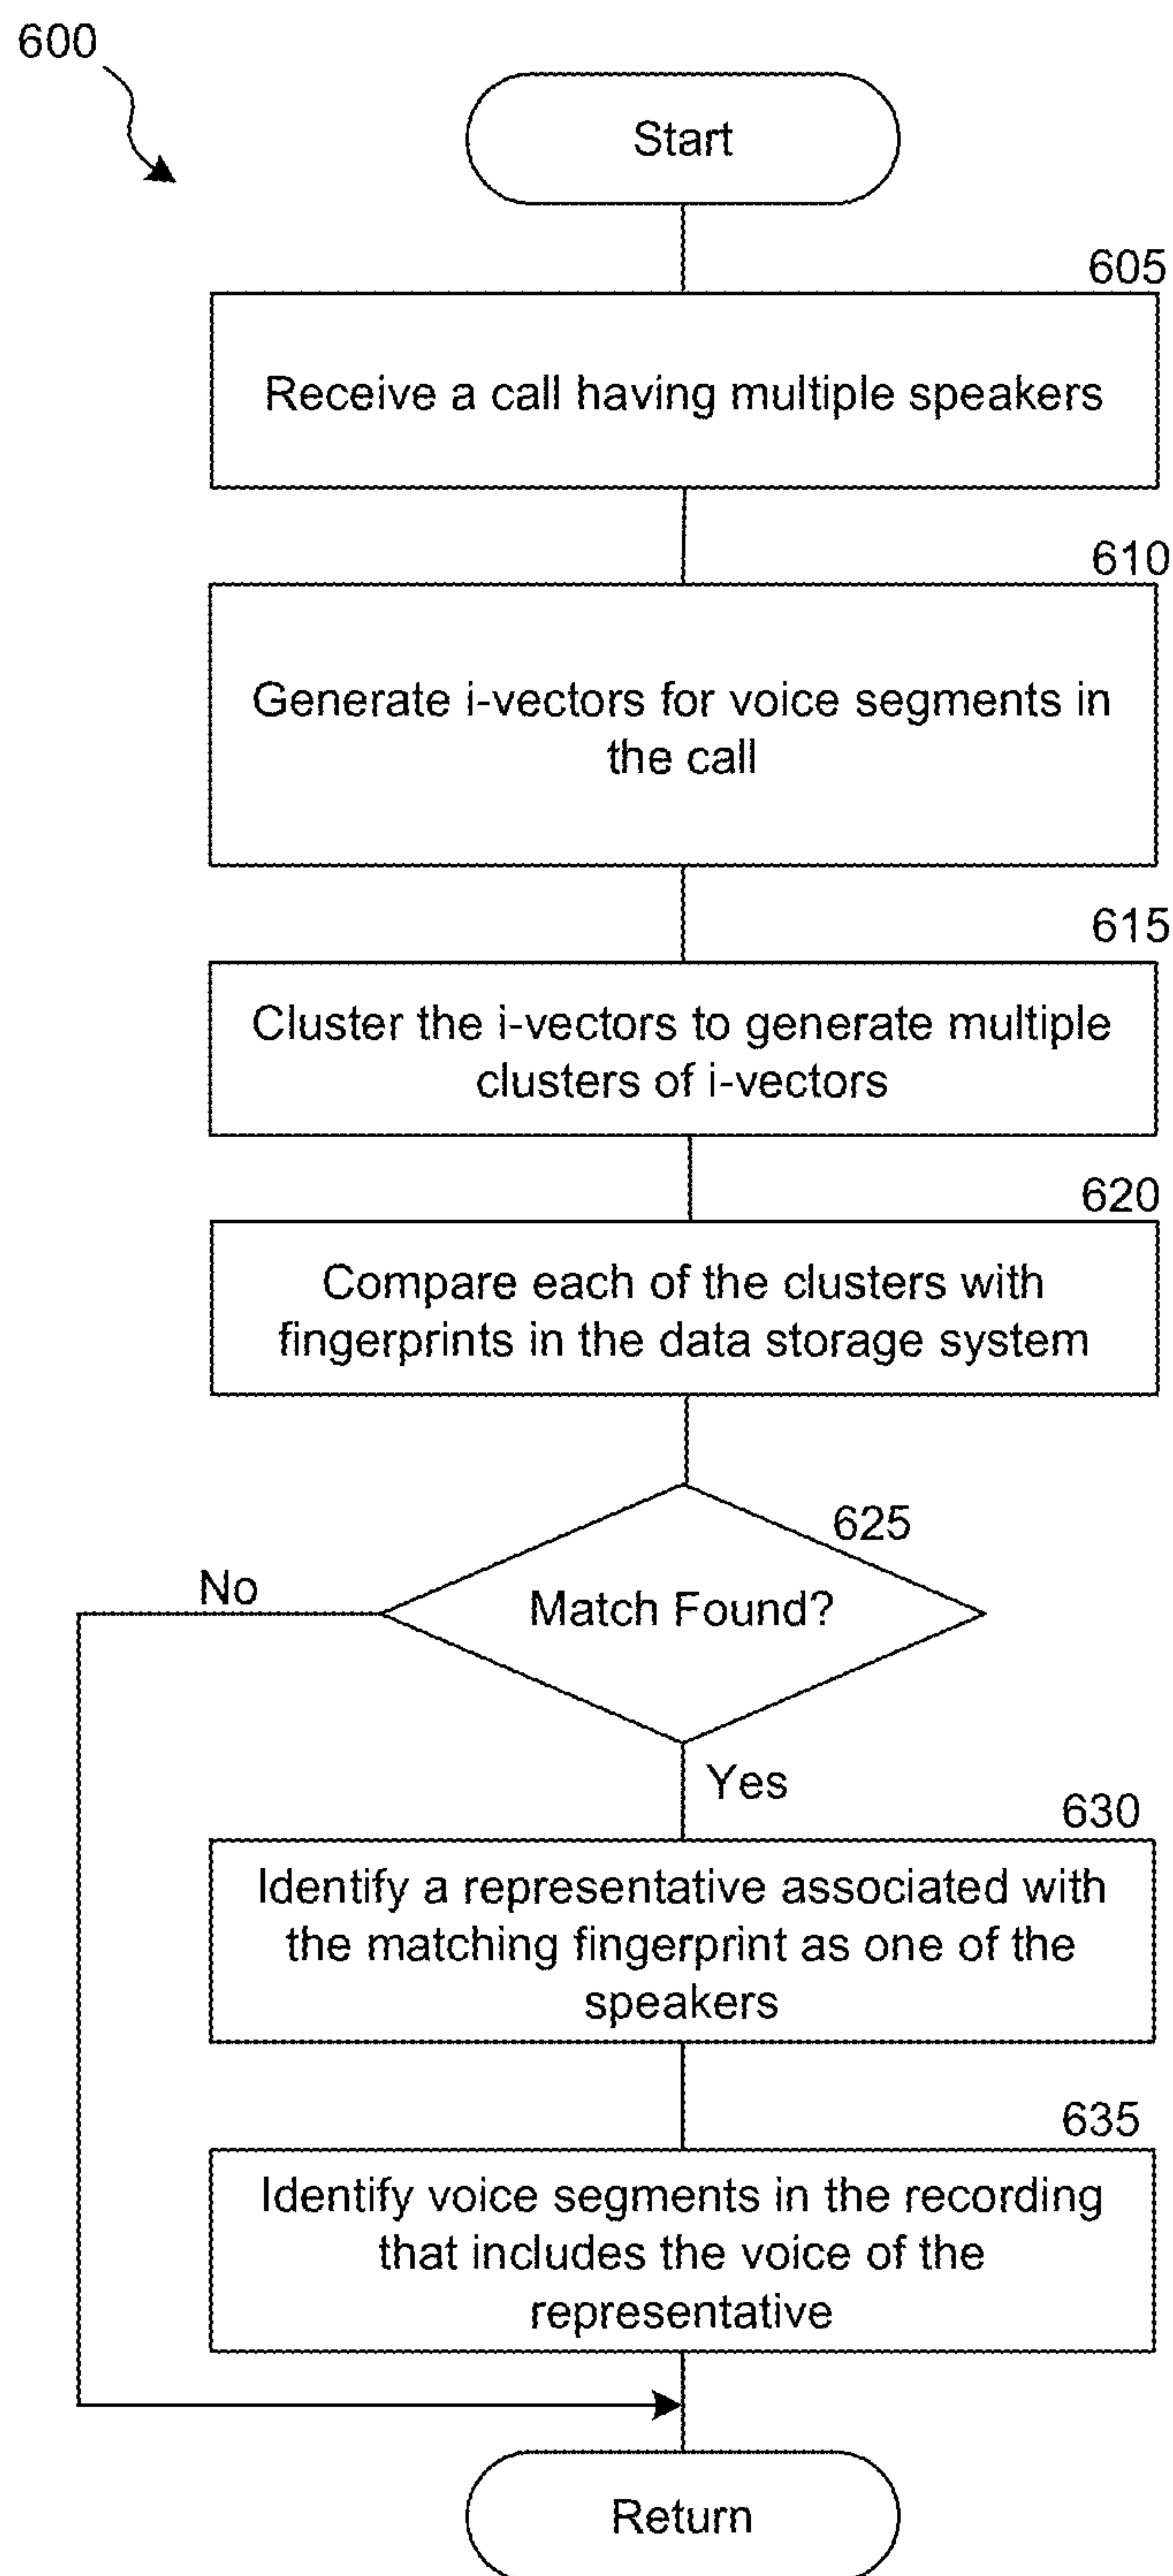 600
Start
605
Receive a call having multiple speakers
610
Generate i-vectors for voice segments in
the call
615
Cluster the i-vectors to generate multiple
clusters of i-vectors
620
Compare each of the clusters with
fingerprints in the data storage system
625
No
Match Found?
Yes
630
Identify a representative associated with
the matching fingerprint as one of the
speakers
635
Identify voice segments in the recording
that includes the voice of the
representative
Return